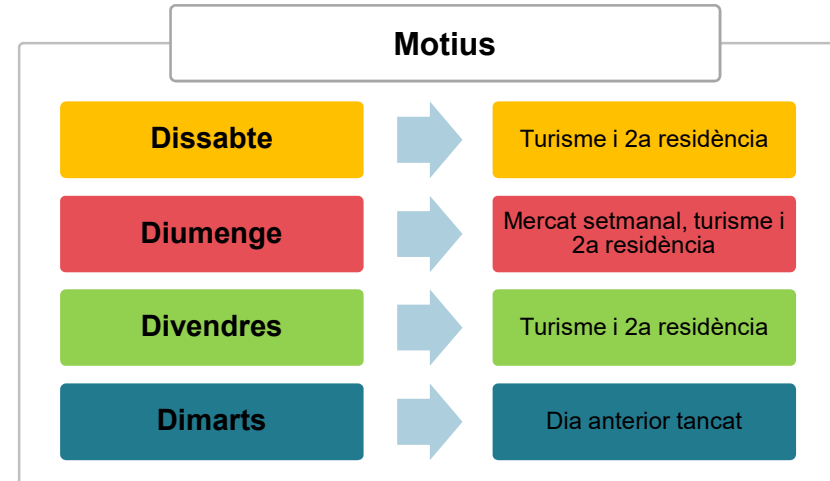 Motius
Dissabte
Turisme i 2a residència
Diumenge
Mercat setmanal, turisme i
2a residència
Divendres
Turisme i 2a residència
Dimarts
Dia anterior tancat